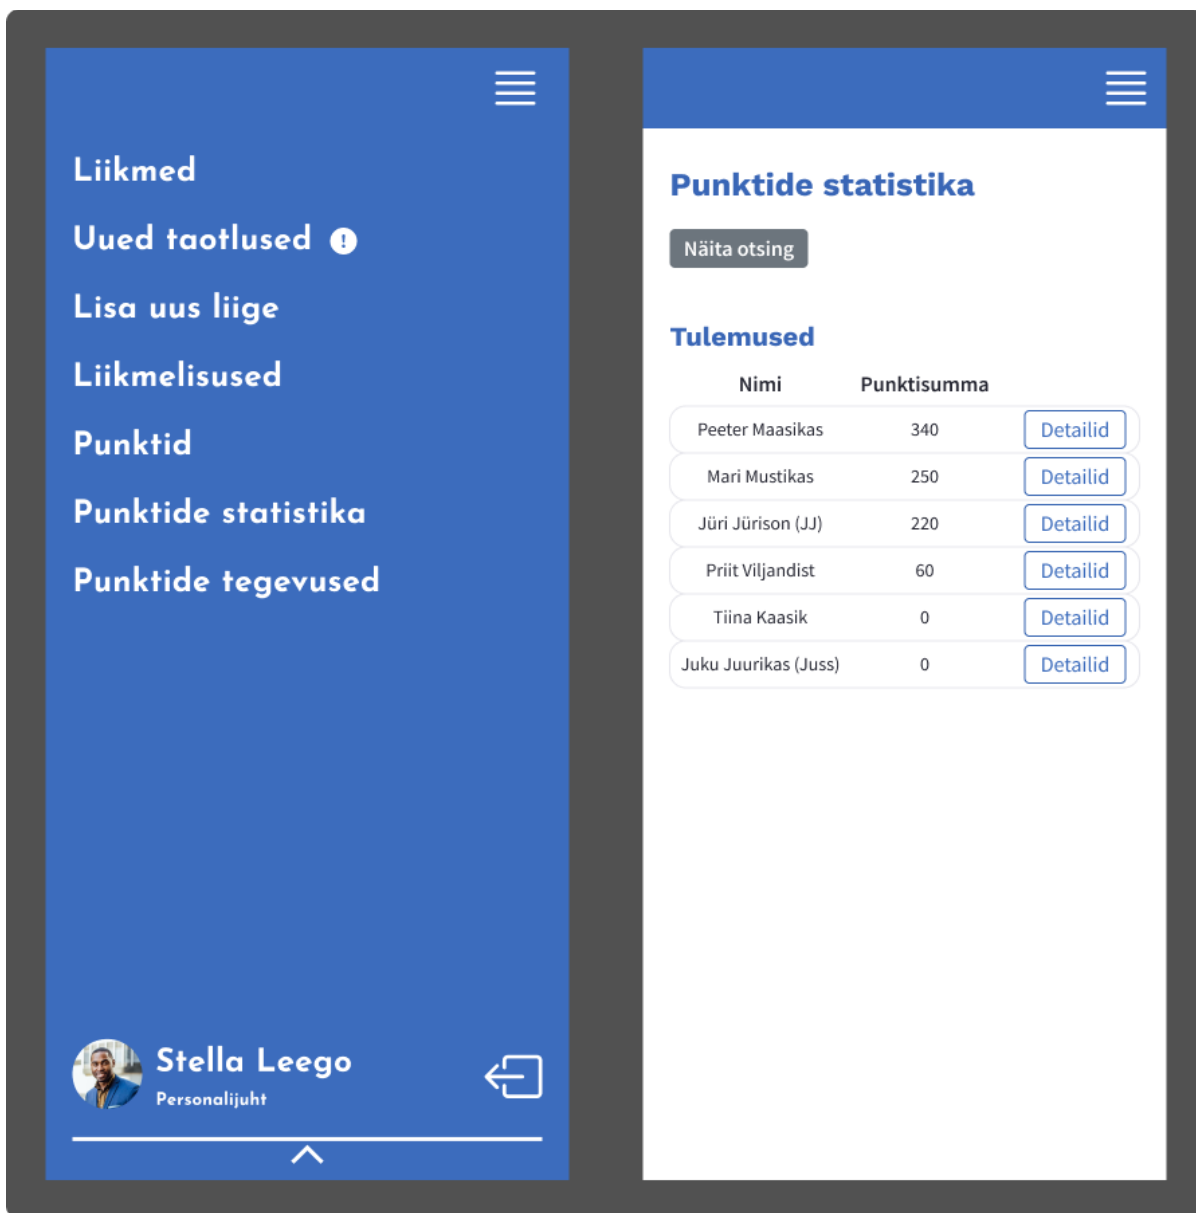 Liikmed
Uued taotlused !
Lisa uus liige
Liikmelisused
Punktid
Punktide statistika
Punktide tegevused
Stella Leego
Personalijuht
Punktide statistika
Näita otsing
Tulemused
Nimi Punktisumma
Peeter Maasikas 340 Detailid
Mari Mustikas 250 Detailid
Jüri Jürison (JJ) 220 Detailid
Priit Viljandist 60 Detailid
Tiina Kaasik 0 Detailid
Juku Juurikas (Juss) 0 Detailid